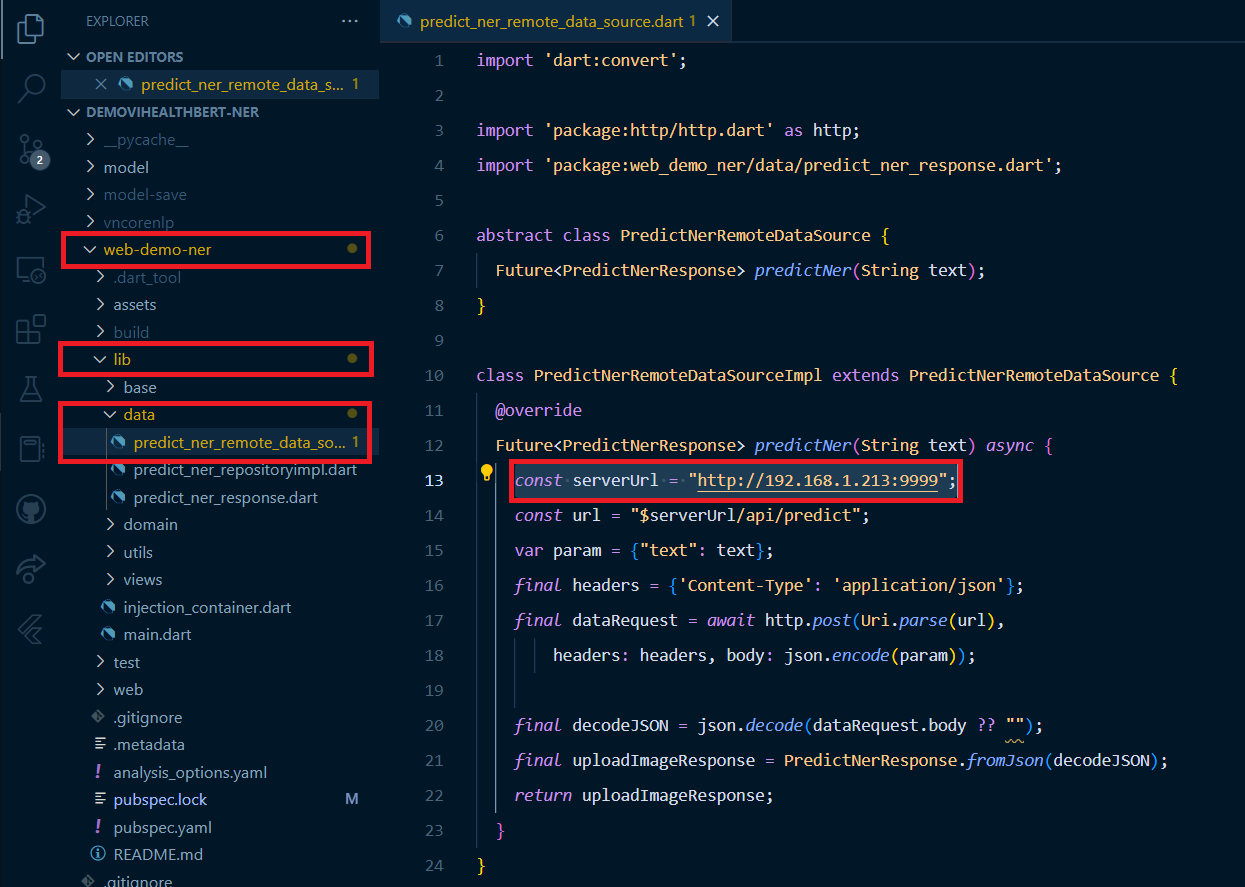 EXPLORER
...
OPEN EDITORS
predict_ner_remote_data_s... 1
DEMOVIHEALTHBERT-NER
__pycache__
model
model-save
vncorenlp
web-demo-ner
.dart_tool
assets
build
lib
base
data
predict_ner_remote_data_so... 1
predict_ner_repositoryimpl.dart
predict_ner_response.dart
domain
utils
views
injection_container.dart
main.dart
test
web
.gitignore
.metadata
! analysis_options.yaml
pubspec.lock M
! pubspec.yaml
README.md
.gitignore
2
predict_ner_remote_data_source.dart 1
1 import 'dart:convert';
2
3 import 'package:http/http.dart' as http;
4 import 'package:web_demo_ner/data/predict_ner_response.dart';
5
6 abstract class PredictNerRemoteDataSource {
7 Future<PredictNerResponse> predictNer(String text);
8 }
9
10 class PredictNerRemoteDataSourceImpl extends PredictNerRemoteDataSource {
11 @override
12 Future<PredictNerResponse> predictNer(String text) async {
13 const serverUrl = "http://192.168.1.213:9999";
14 const url = "$serverUrl/api/predict";
15 var param = {"text": text};
16 final headers = {'Content-Type': 'application/json'};
17 final dataRequest = await http.post(Uri.parse(url),
18 headers: headers, body: json.encode(param));
19
20 final decodeJSON = json.decode(dataRequest.body ?? "");
21 final uploadImageResponse = PredictNerResponse.fromJson(decodeJSON);
22 return uploadImageResponse;
23 }
24 }